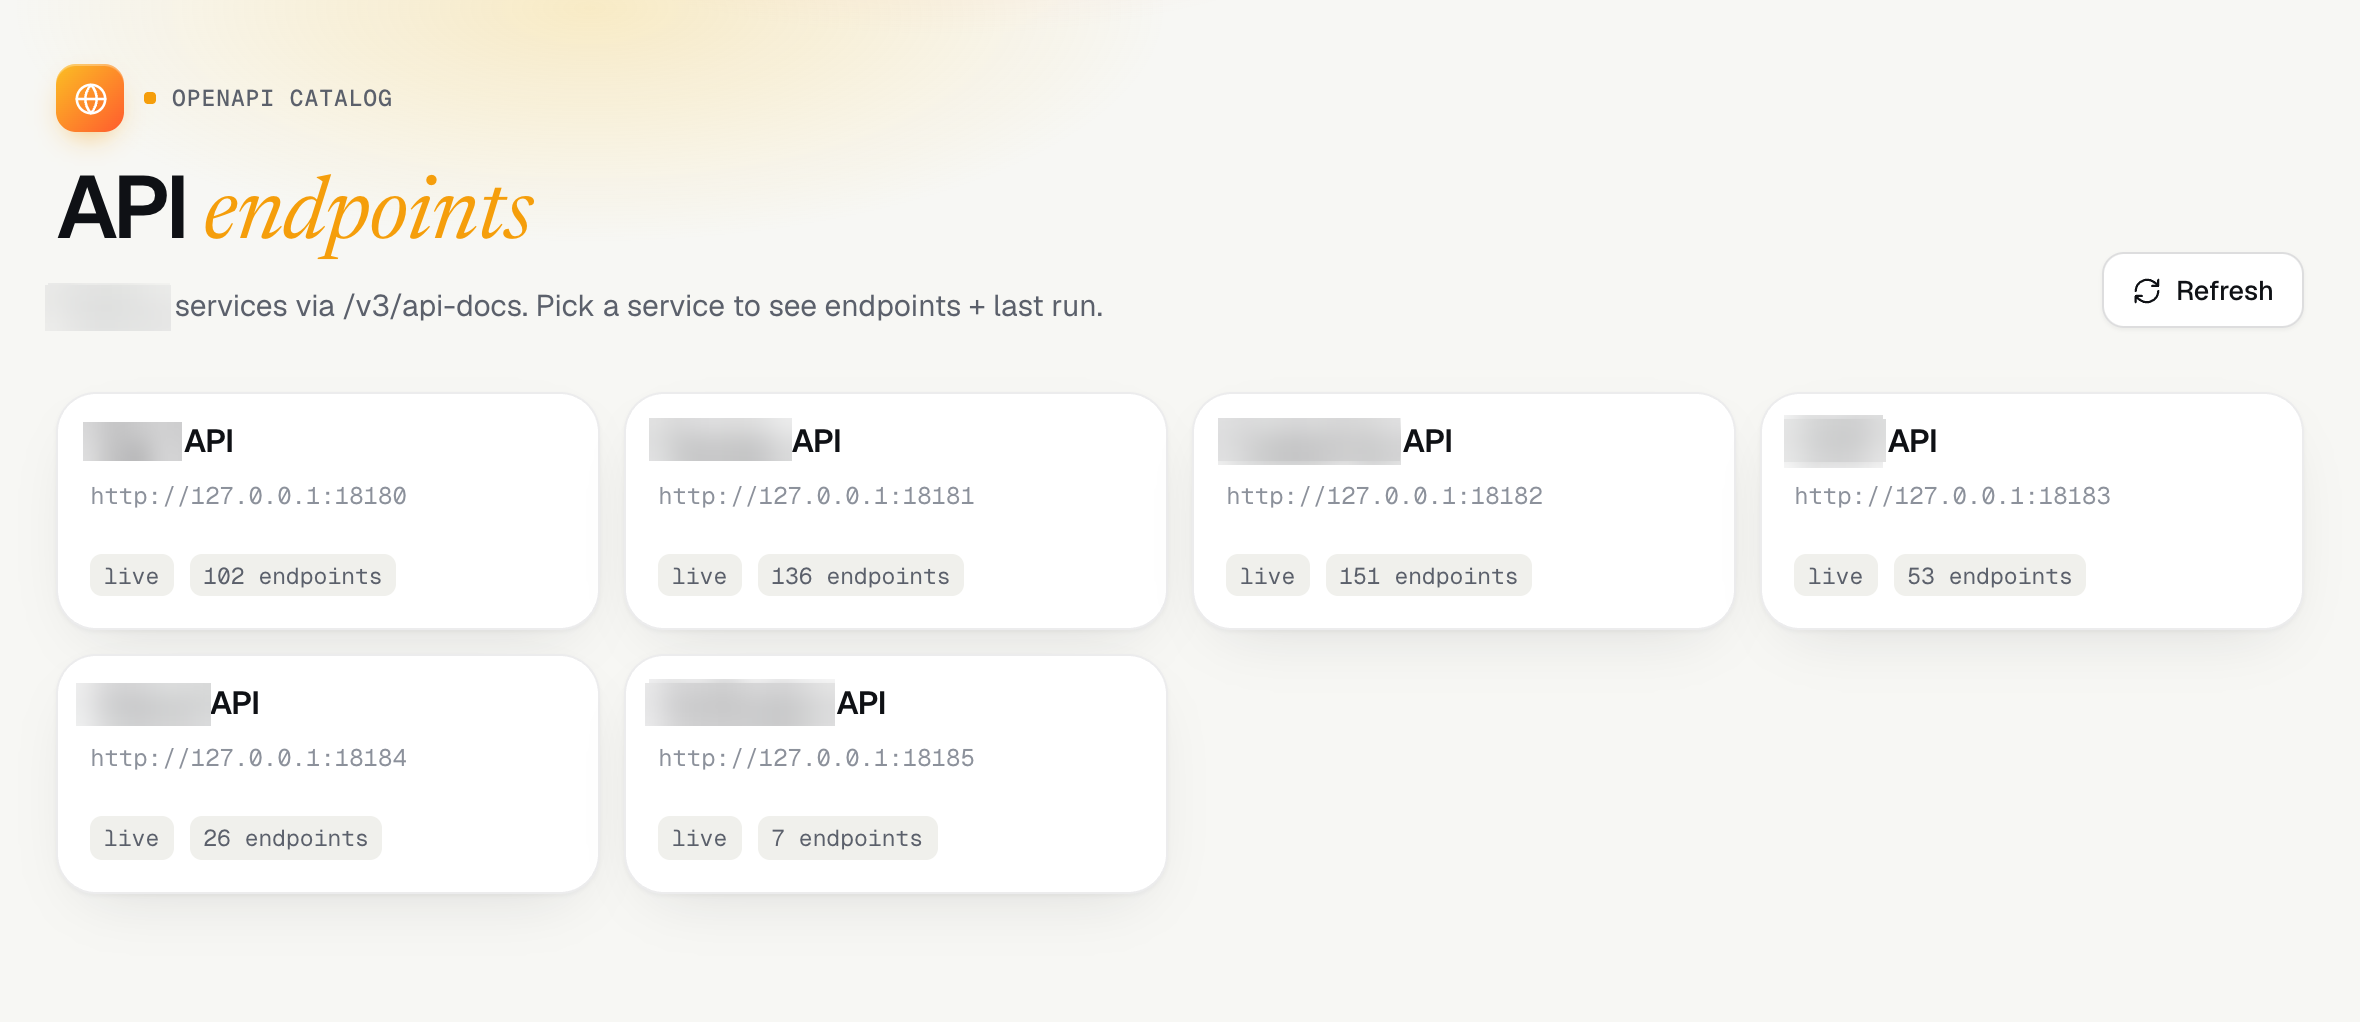 OPENAPI CATALOG
API endpoints
services via /v3/api-docs. Pick a service to see endpoints + last run.
Refresh
API
http://127.0.0.1:18180
live 102 endpoints
API
http://127.0.0.1:18181
live 136 endpoints
API
http://127.0.0.1:18182
live 151 endpoints
API
http://127.0.0.1:18183
live 53 endpoints
API
http://127.0.0.1:18184
live 26 endpoints
API
http://127.0.0.1:18185
live 7 endpoints